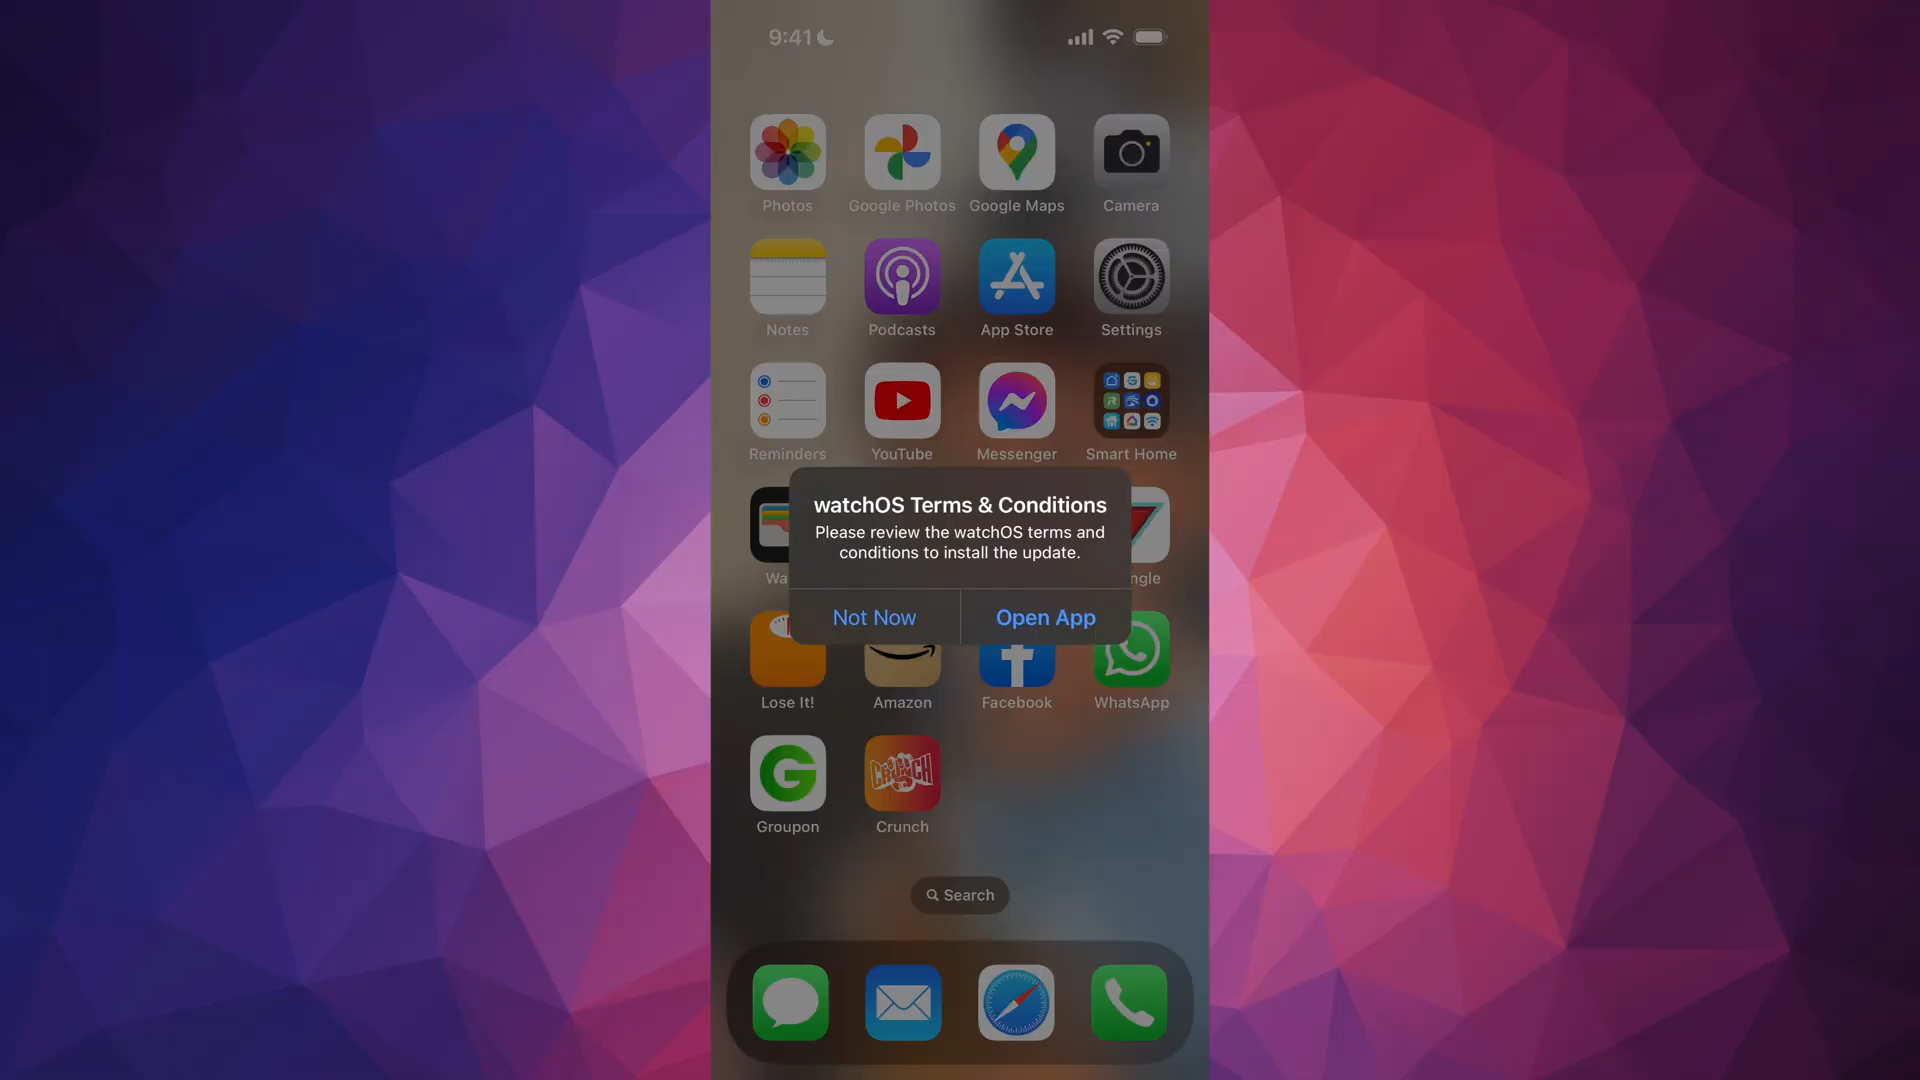 9:41
Photos
Google Photos
Google Maps
Camera
Notes
Podcasts
App Store
Settings
Reminders
YouTube
Messenger
Smart Home
watchOS Terms & Conditions
Please review the watchOS terms and
conditions to install the update.
Not Now
Open App
Wa
ngle
Lose It!
Amazon
Facebook
WhatsApp
CRUNCH
Groupon
Crunch
Search